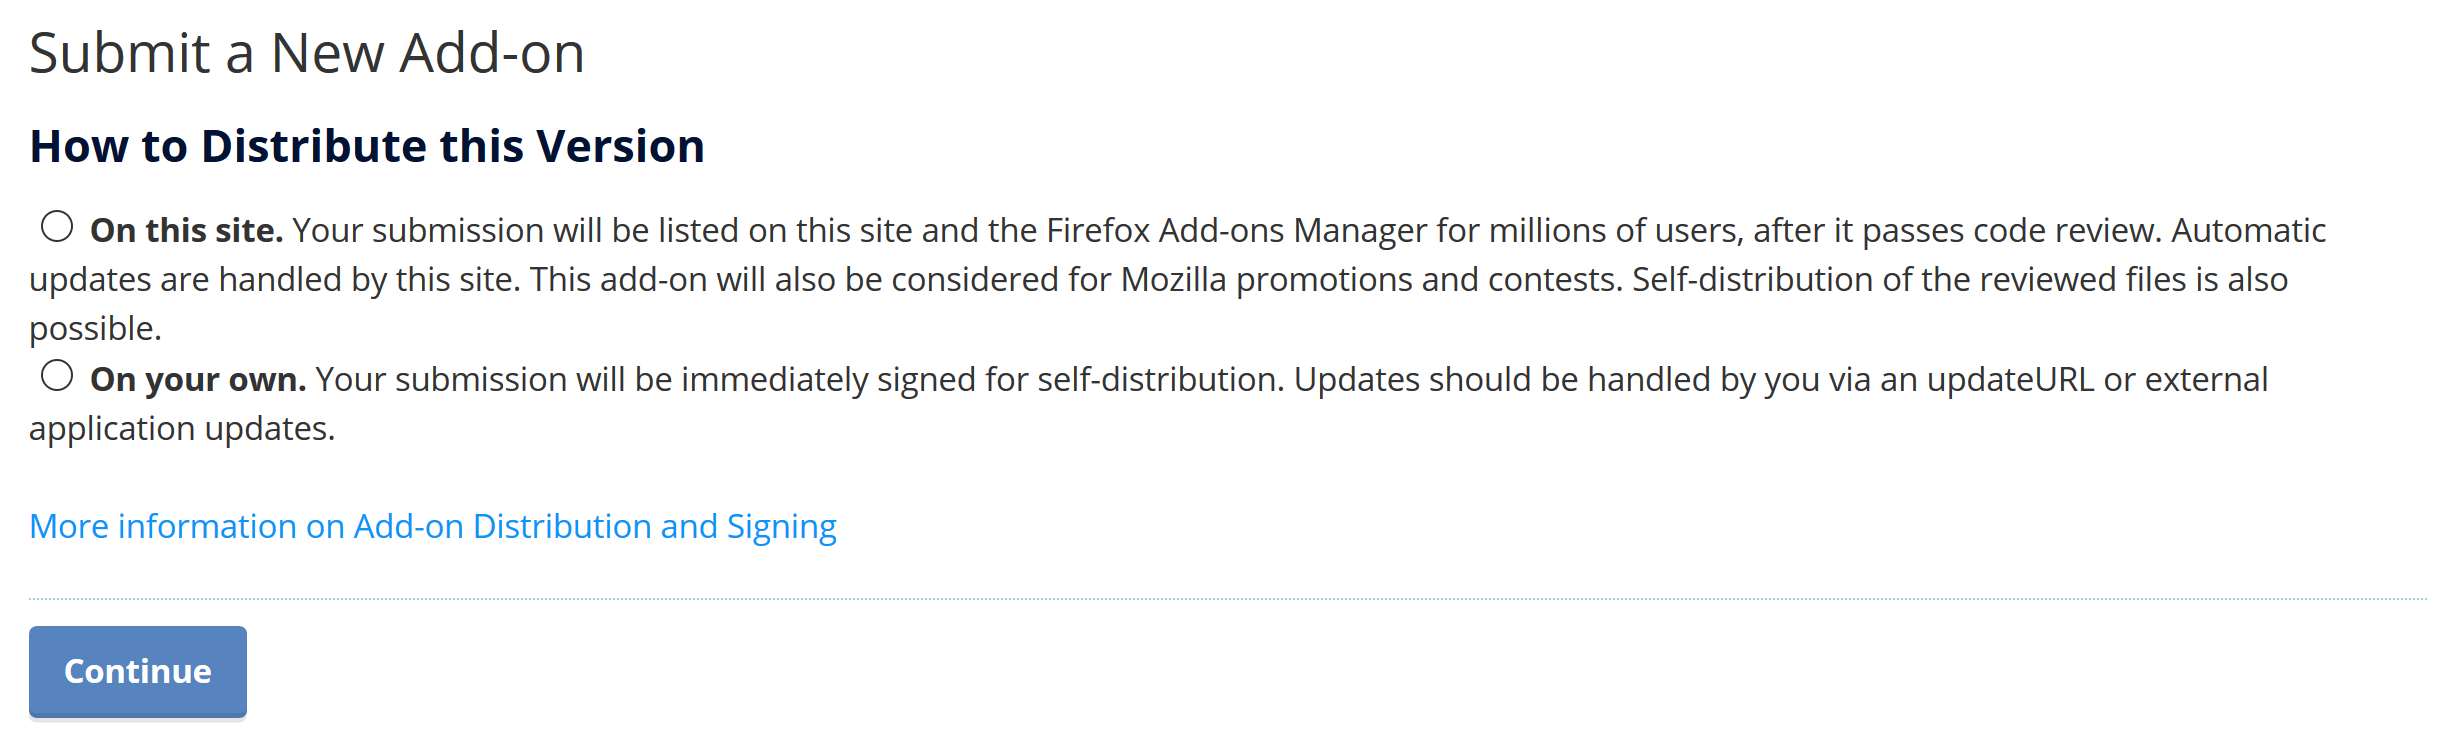 Submit a New Add-on
How to Distribute this Version
On this site. Your submission will be listed on this site and the Firefox Add-ons Manager for millions of users, after it passes code review. Automatic
updates are handled by this site. This add-on will also be considered for Mozilla promotions and contests. Self-distribution of the reviewed files is also
possible.
On your own. Your submission will be immediately signed for self-distribution. Updates should be handled by you via an updateURL or external
application updates.
More information on Add-on Distribution and Signing
Continue